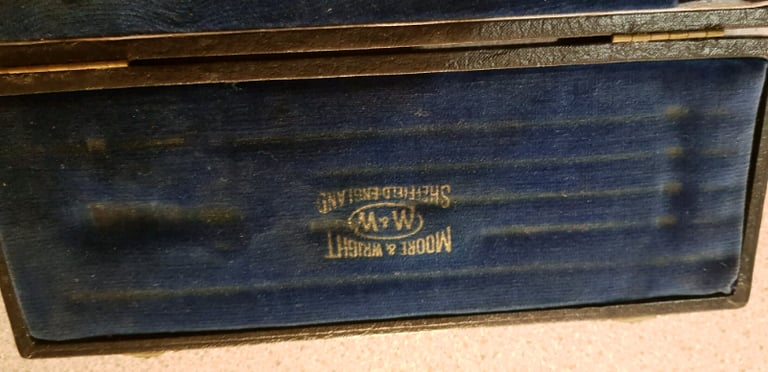 MOORE & WRIGHT
M & W
SHEFFIELD·ENGLAND